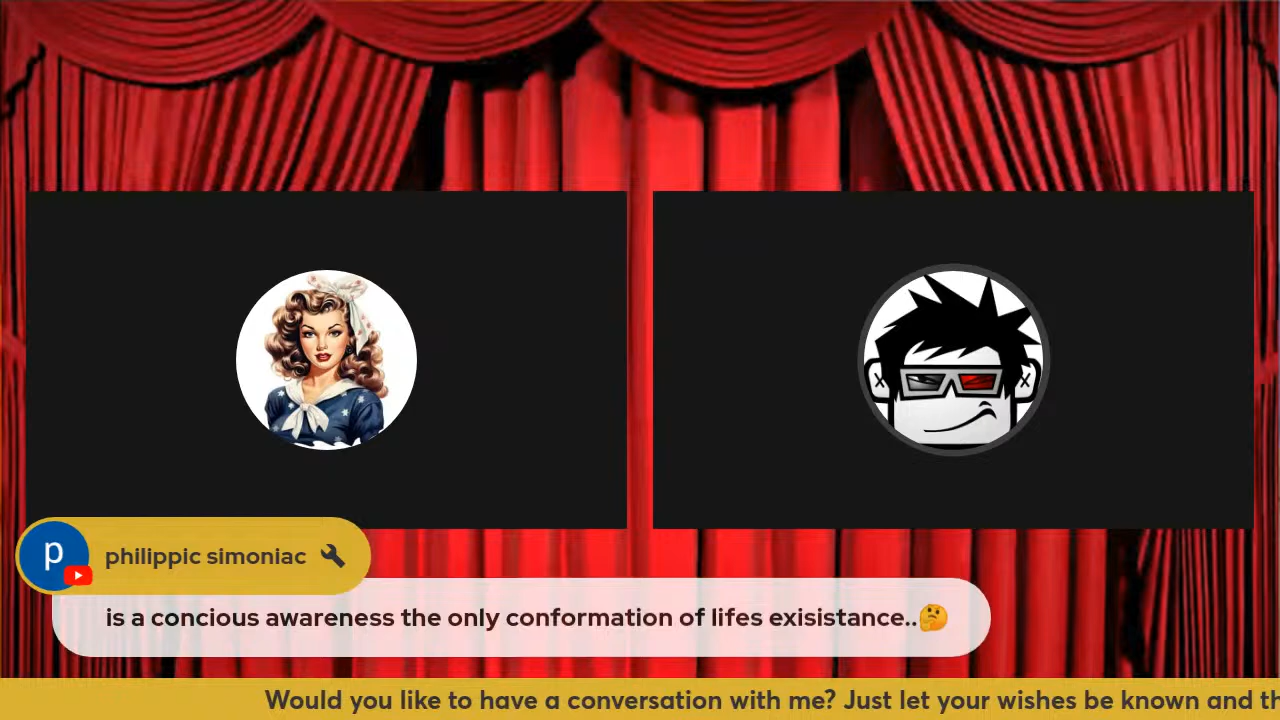 p
philippic simoniac
is a concious awareness the only conformation of lifes exisistance..🤔
Would you like to have a conversation with me? Just let your wishes be known and th